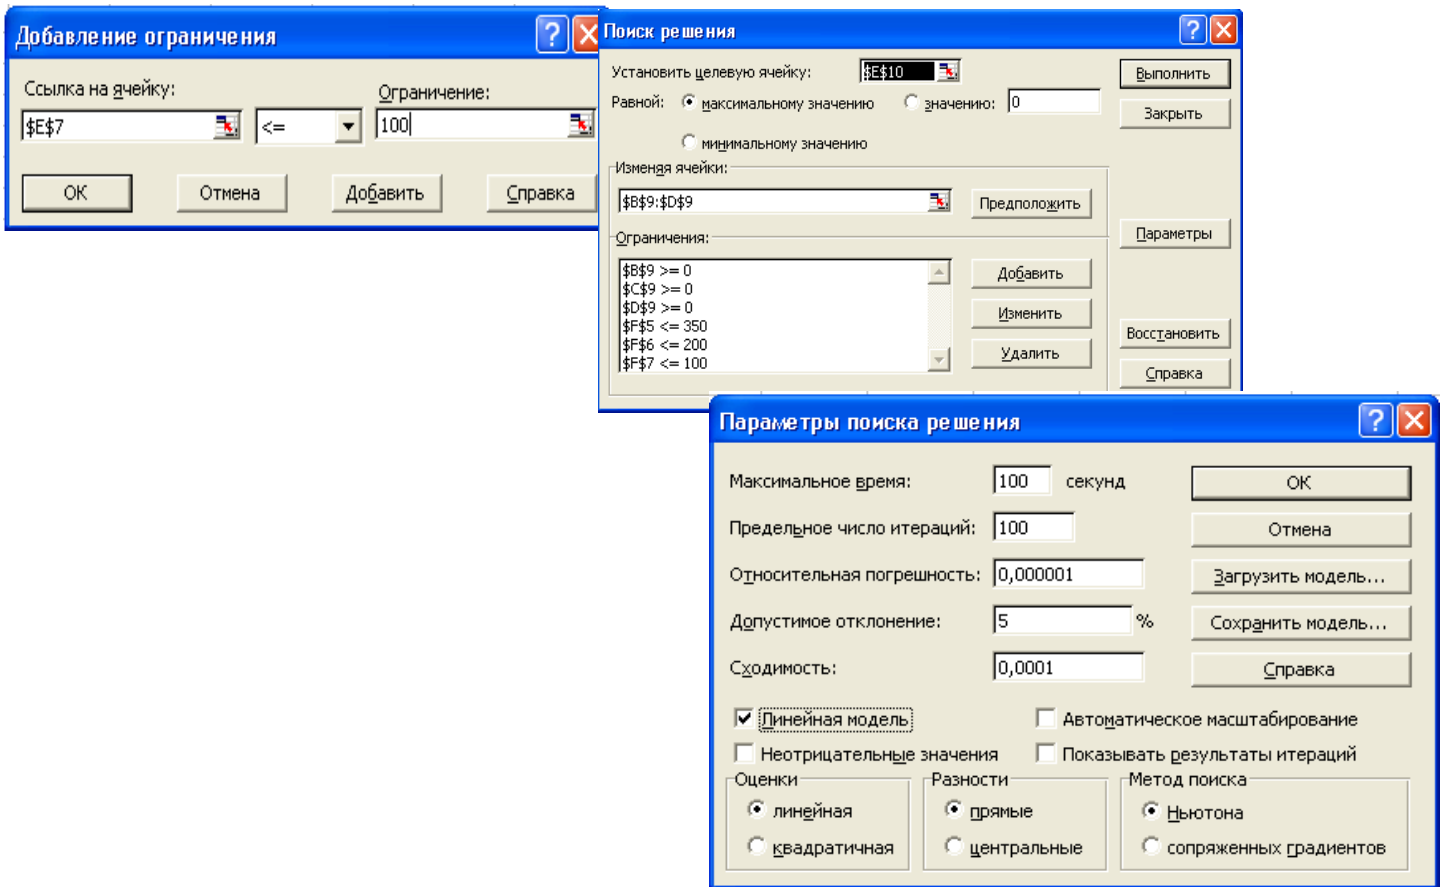 Добавление ограничения
Ссылка на ячейку:
Ограничение:
$E$7
<=
100
ОК
Отмена
Добавить
Справка
Поиск решения
Установить целевую ячейку:
$E$10
Выполнить
Равной:
максимальному значению
значению:
0
Закрыть
минимальному значению
Изменяя ячейки:
$B$9:$D$9
Предположить
Параметры
Ограничения:
$B$9 >= 0
$C$9 >= 0
$D$9 >= 0
$F$5 <= 350
$F$6 <= 200
$F$7 <= 100
Добавить
Изменить
Удалить
Восстановить
Справка
Параметры поиска решения
Максимальное время:
100
секунд
ОК
Предельное число итераций:
100
Отмена
Относительная погрешность:
0,000001
Загрузить модель...
Допустимое отклонение:
5
%
Сохранить модель...
Сходимость:
0,0001
Справка
Линейная модель
Автоматическое масштабирование
Неотрицательные значения
Показывать результаты итераций
Оценки
линейная
квадратичная
Разности
прямые
центральные
Метод поиска
Ньютона
сопряженных градиентов